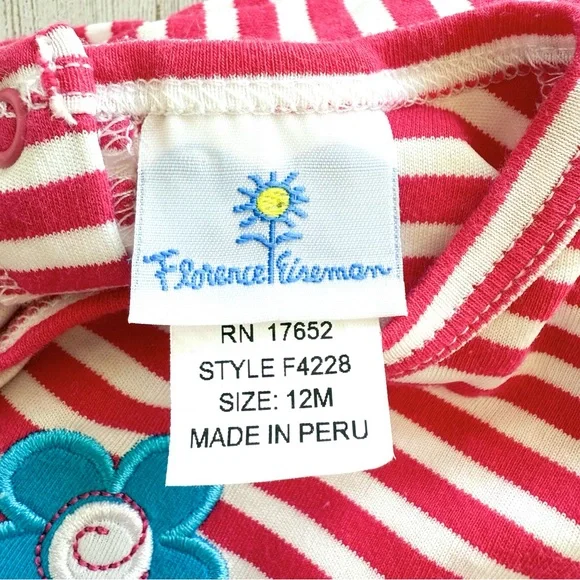 Florence Eiseman
RN 17652
STYLE F4228
SIZE: 12M
MADE IN PERU